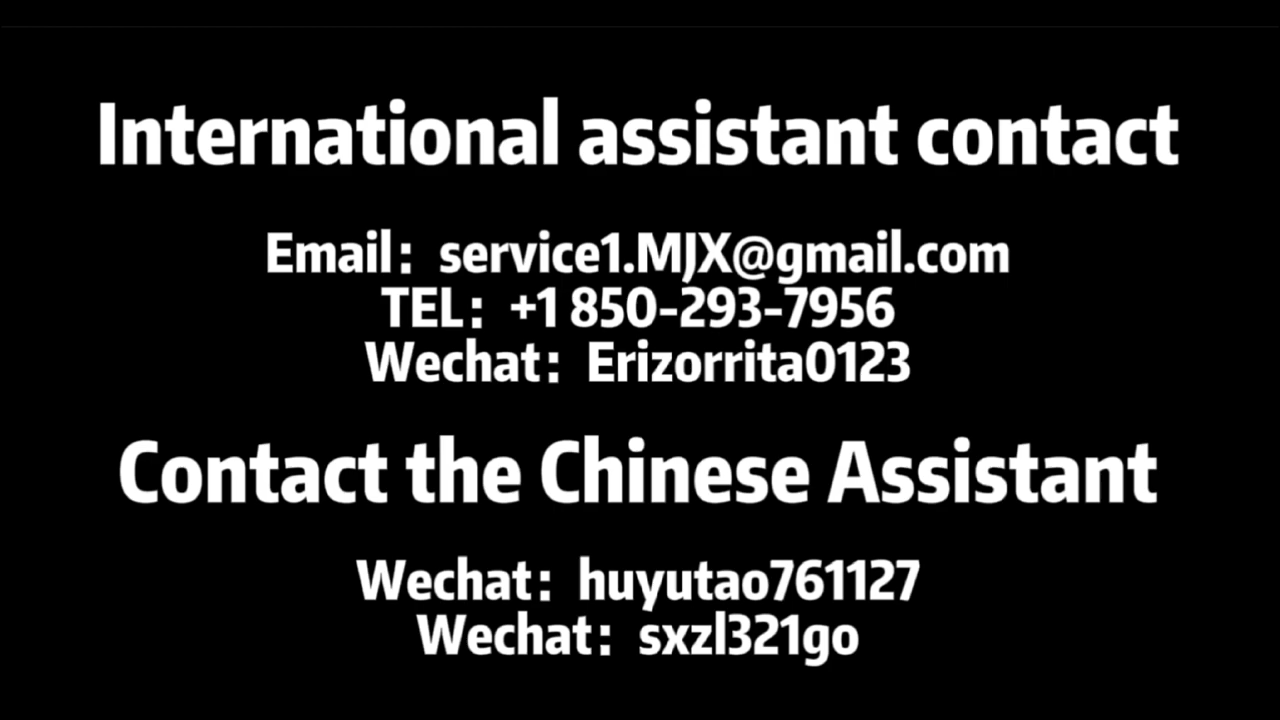 International assistant contact
Email：service1.MJX@gmail.com
TEL：+1 850-293-7956
Wechat：Erizorrita0123
Contact the Chinese Assistant
Wechat：huyutao761127
Wechat：sxzl321go